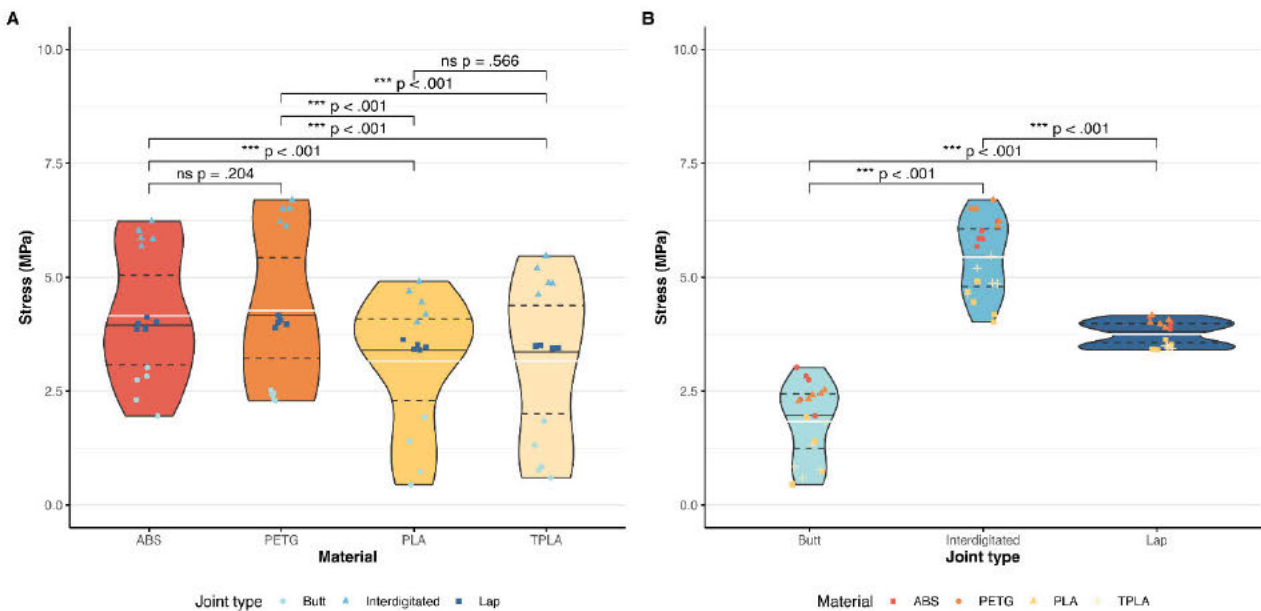 A
10.0
7.5
5.0
2.5
0.0
Stress (MPa)
ns p = .566
*** p < .001
*** p < .001
*** p < .001
*** p < .001
ns p = .204
ABS PETG PLA TPLA
Material
Joint type Butt Interdigitated Lap
B
10.0
7.5
5.0
2.5
0.0
Stress (MPa)
*** p < .001
*** p < .001
*** p < .001
Butt Interdigitated Lap
Joint type
Material ABS PETG PLA TPLA